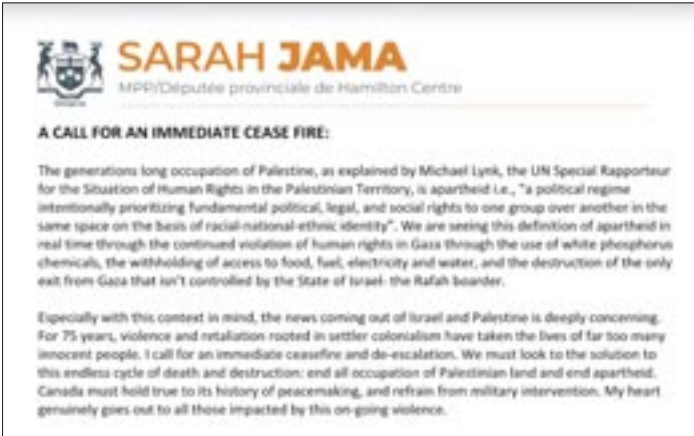 SARAH JAMA
MPP/Députée provinciale de Hamilton Centre
A CALL FOR AN IMMEDIATE CEASE FIRE:
The generations long occupation of Palestine, as explained by Michael Lynk, the UN Special Rapporteur
for the Situation of Human Rights in the Palestinian Territory, is apartheid i.e., "a political regime
intentionally prioritizing fundamental political, legal, and social rights to one group over another in the
same space on the basis of racial-national-ethnic identity". We are seeing this definition of apartheid in
real time through the continued violation of human rights in Gaza through the use of white phosphorus
chemicals, the withholding of access to food, fuel, electricity and water, and the destruction of the only
exit from Gaza that isn't controlled by the State of Israel- the Rafah boarder.
Especially with this context in mind, the news coming out of Israel and Palestine is deeply concerning.
For 75 years, violence and retaliation rooted in settler colonialism have taken the lives of far too many
innocent people. I call for an immediate ceasefire and de-escalation. We must look to the solution to
this endless cycle of death and destruction: end all occupation of Palestinian land and end apartheid.
Canada must hold true to its history of peacemaking, and refrain from military intervention. My heart
genuinely goes out to all those impacted by this on-going violence.